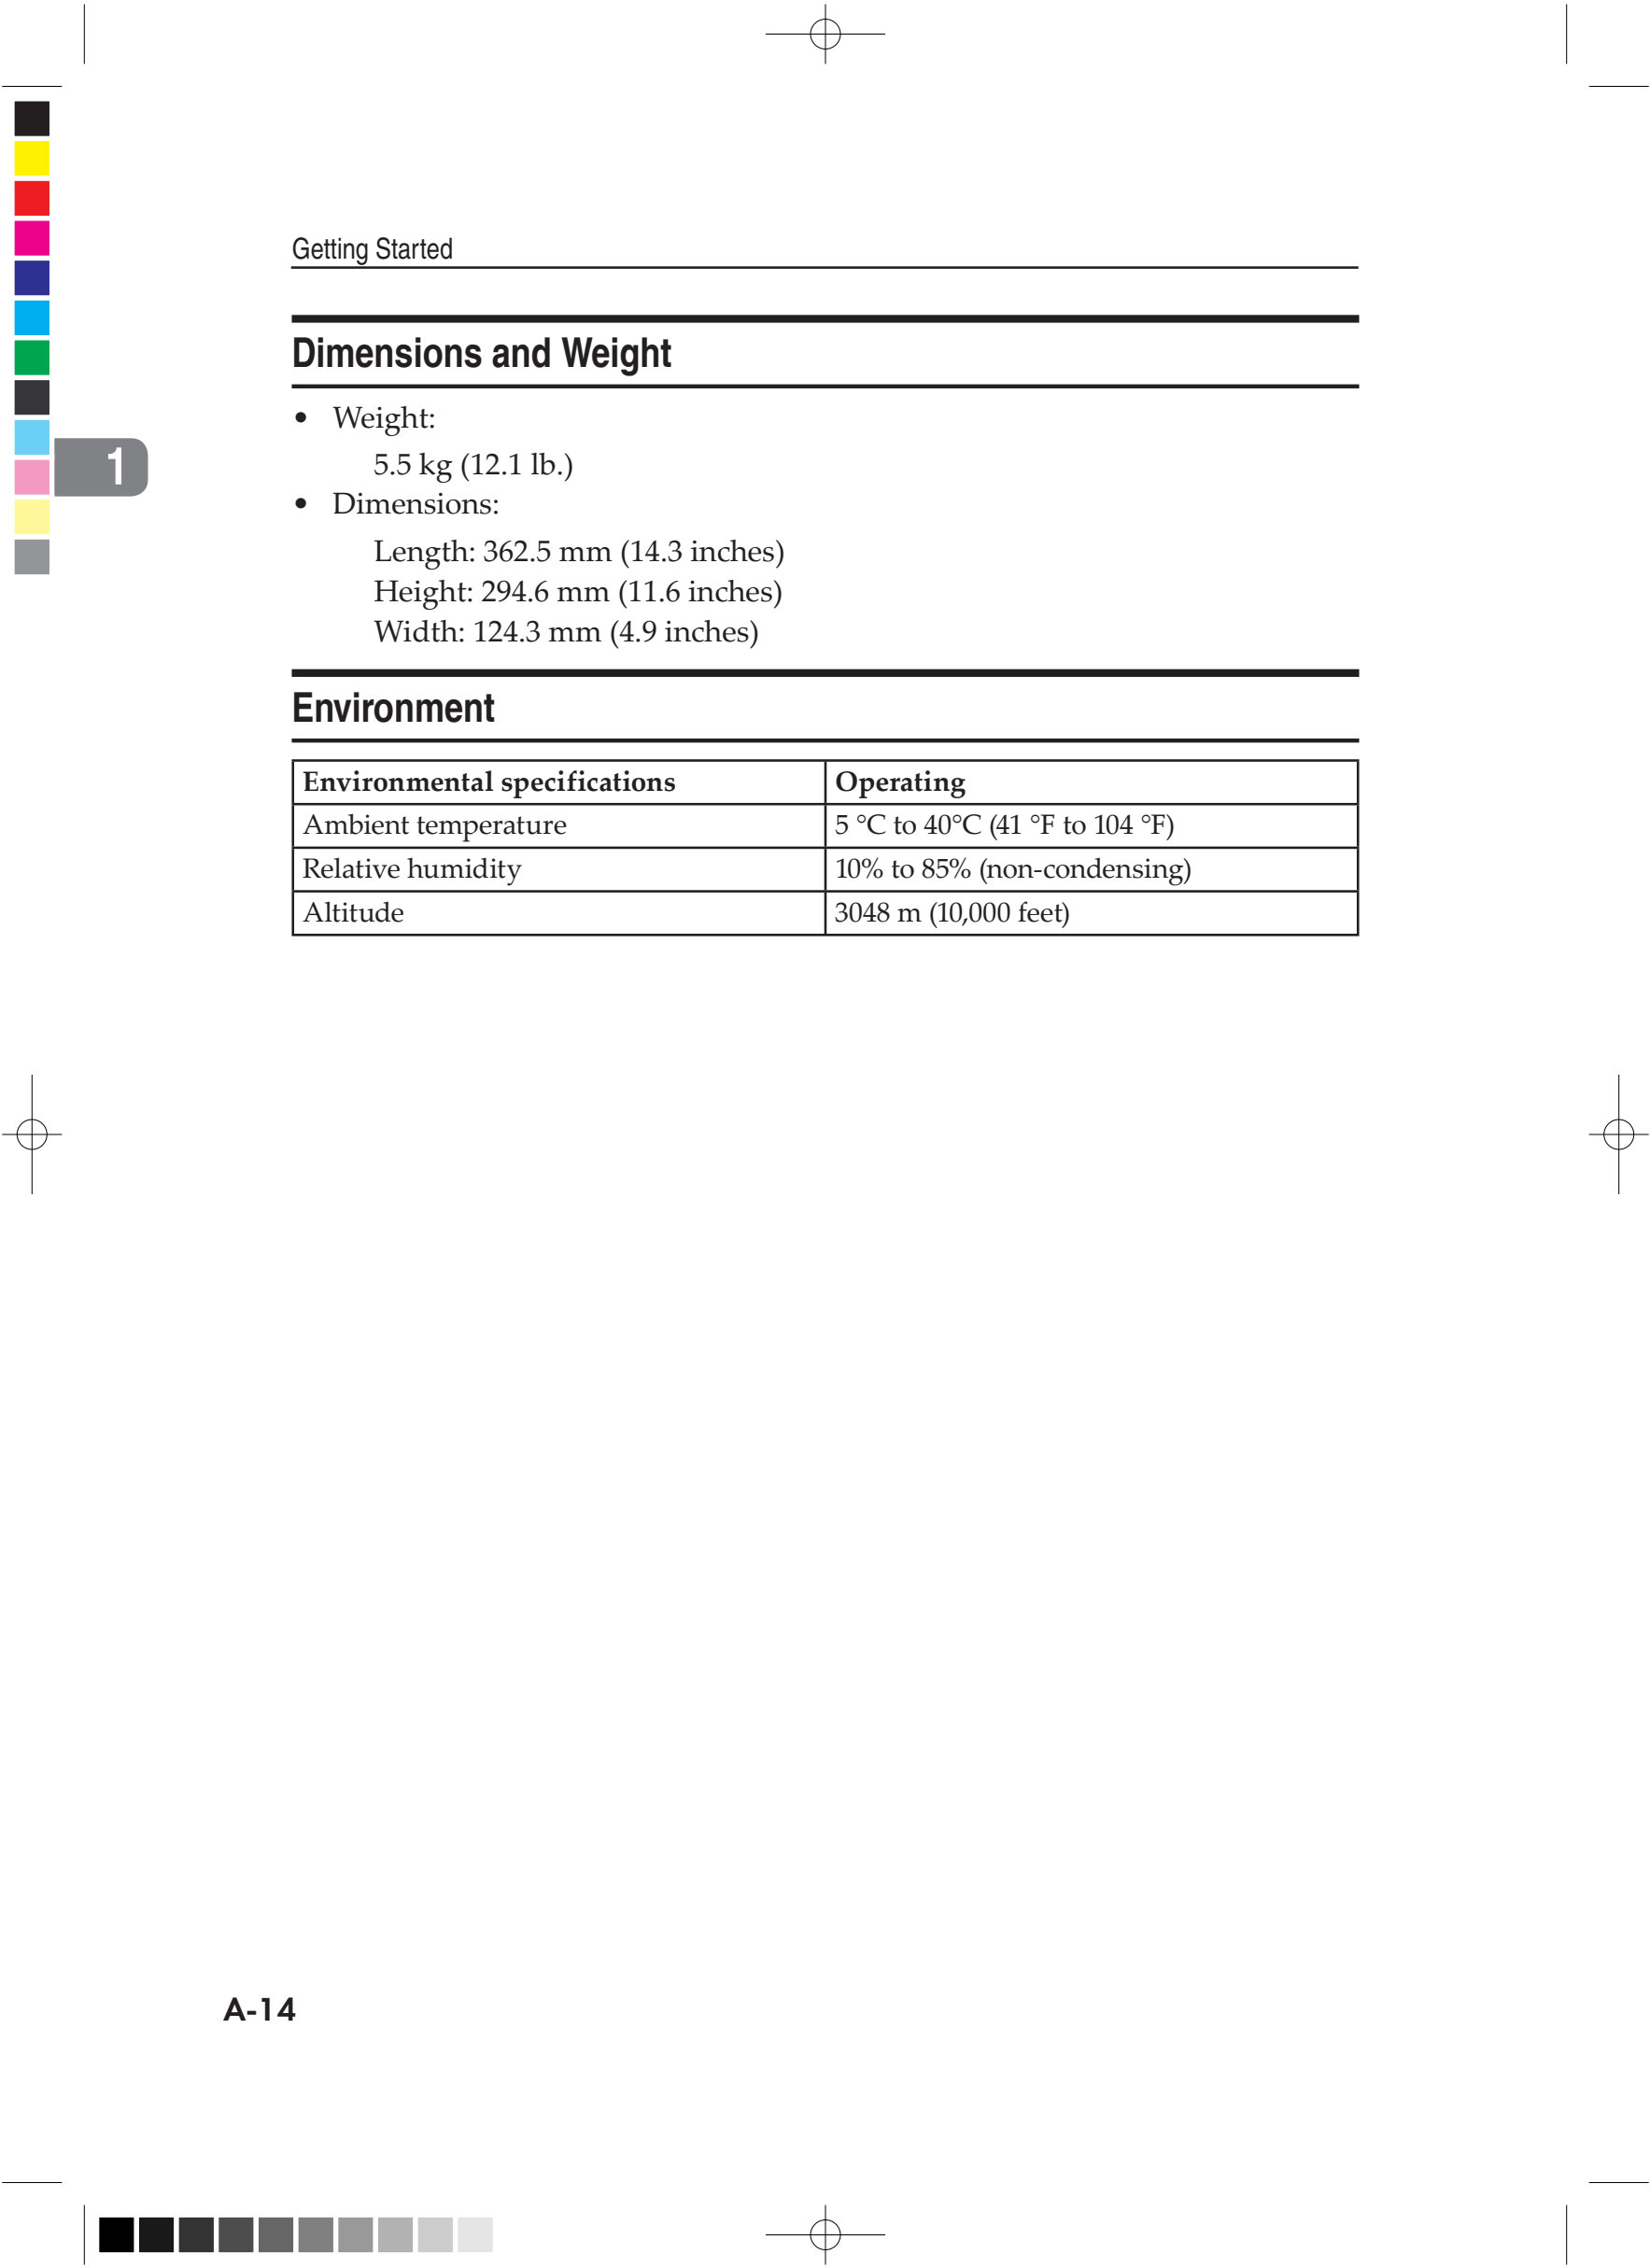 Getting Started
Dimensions and Weight
• Weight:
5.5 kg (12.1 lb.)
• Dimensions:
Length: 362.5 mm (14.3 inches)
Height: 294.6 mm (11.6 inches)
Width: 124.3 mm (4.9 inches)
1
Environment
Environmental specifications Operating
Ambient temperature 5 °C to 40°C (41 °F to 104 °F)
Relative humidity 10% to 85% (non-condensing)
Altitude 3048 m (10,000 feet)
A-14